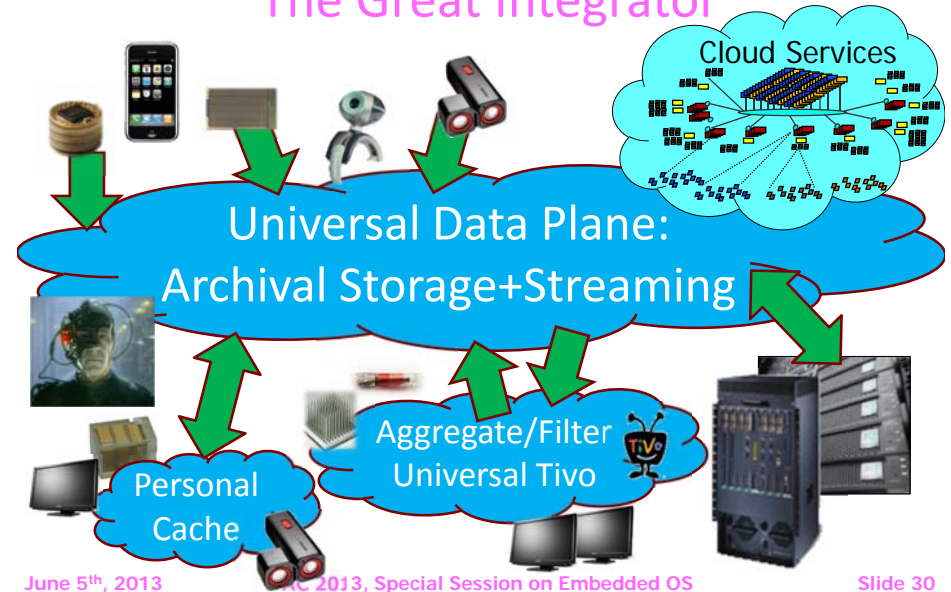 The Great Integrator
Cloud Services
Universal Data Plane:
Archival Storage+Streaming
Aggregate/Filter
Universal Tivo
TiVo
Personal
Cache
June 5th, 2013
2013, Special Session on Embedded OS
Slide 30